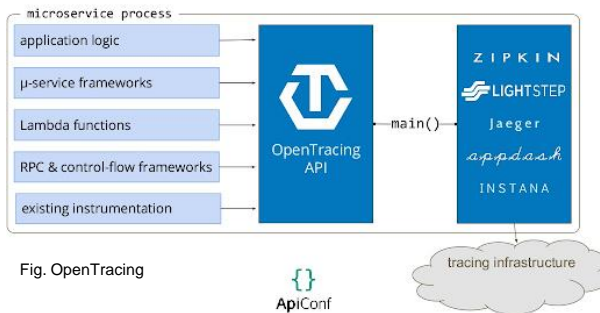 microservice process
application logic
µ-service frameworks
Lambda functions
RPC & control-flow frameworks
existing instrumentation
OpenTracing
API
main()
ZIPKIN
LIGHTSTEP
Jaeger
appdash
INSTANA
tracing infrastructure
Fig. OpenTracing
{}
ApiConf